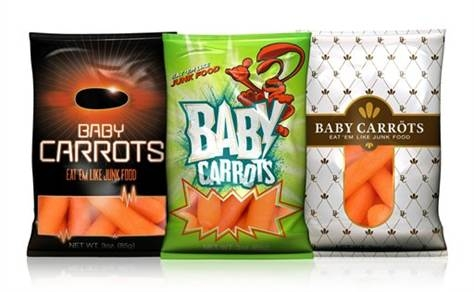 BABY
CARROTS
EAT 'EM LIKE JUNK FOOD
NET WT. 3oz. (85g)
EAT 'EM LIKE
JUNK FOOD
BABY
CARROTS
BABY CARRÖTS
EAT 'EM LIKE JUNK FOOD